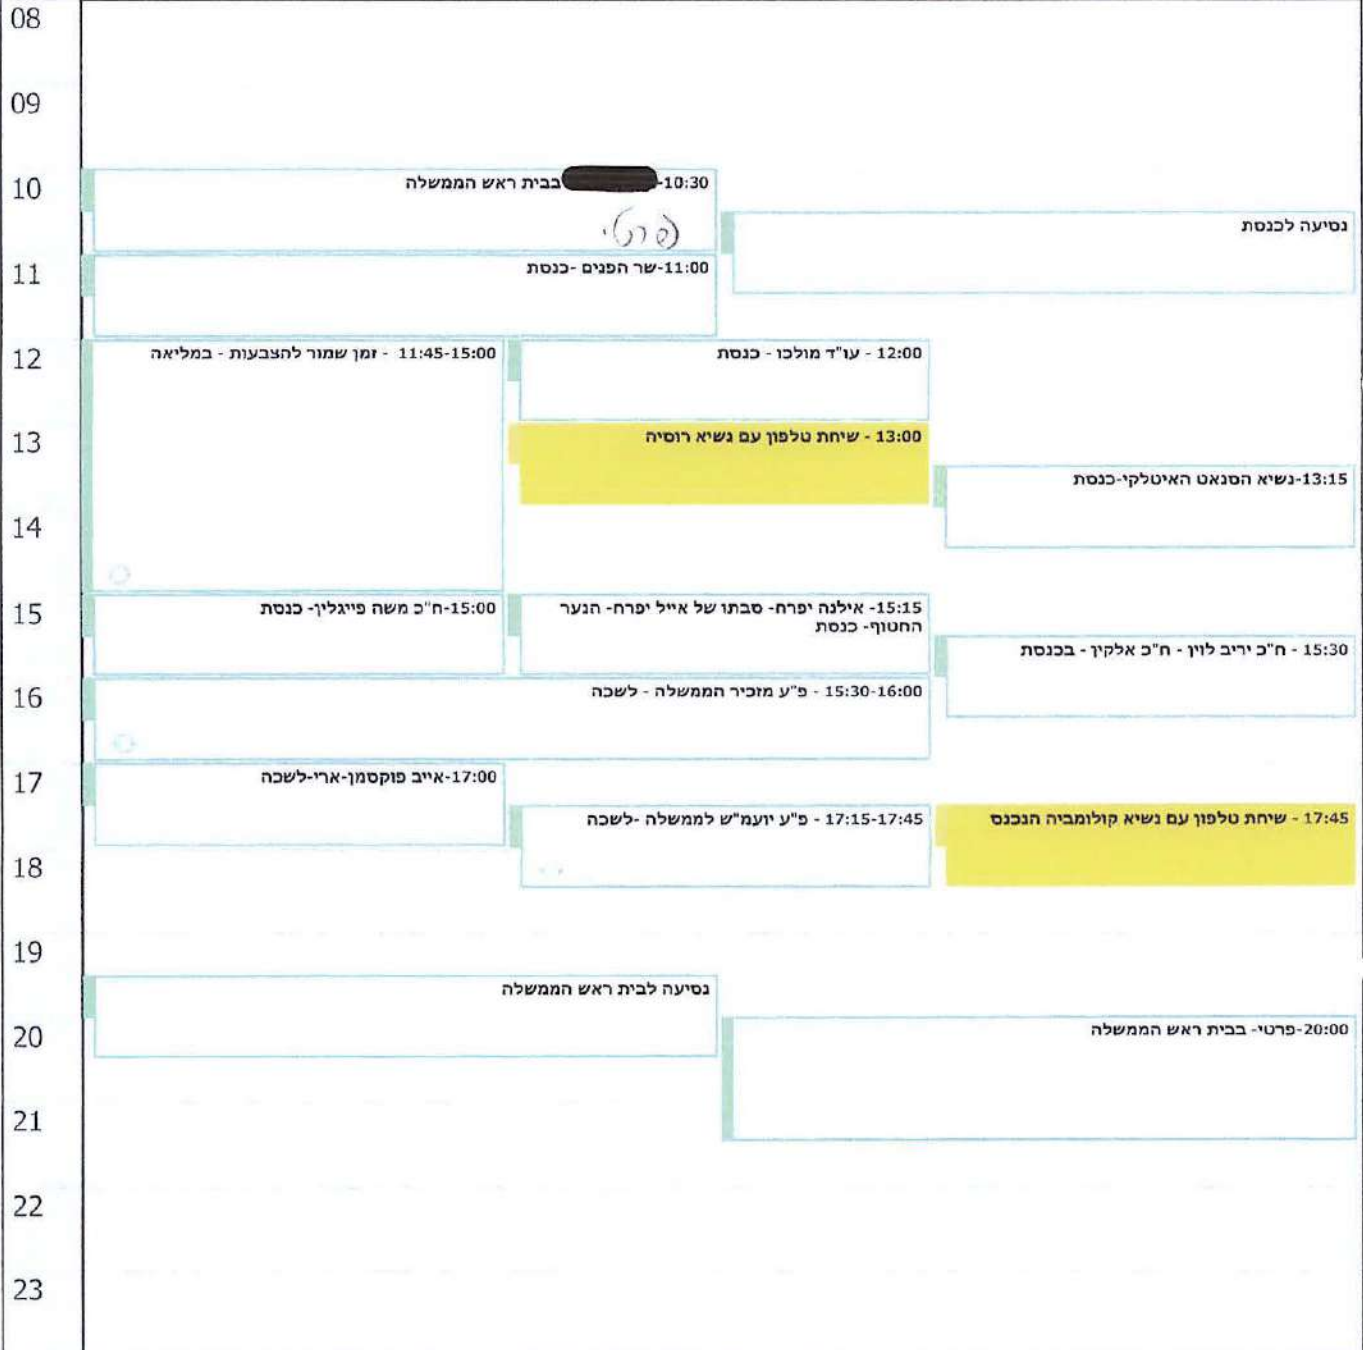 08
09
10
10:30- בבית ראש הממשלה
פרטי
נסיעה לכנסת
11
11:00-שר הפנים -כנסת
12
11:45-15:00 - זמן שמור להצבעות - במליאה
12:00 - עו"ד מולכו - כנסת
13
13:00 - שיחת טלפון עם נשיא רוסיה
13:15-נשיא הסנאט האיטלקי-כנסת
14
15
15:00-ח"כ משה פייגלין- כנסת
15:15- אילנה יפרח- סבתו של אייל יפרח- הנער
החטוף- כנסת
15:30 - ח"כ יריב לוין - ח"כ אלקין - בכנסת
16
15:30-16:00 - פ"ע מזכיר הממשלה - לשכה
17
17:00-אייב פוקסמן-ארי-לשכה
17:15-17:45 - פ"ע יועמ"ש לממשלה -לשכה
17:45 - שיחת טלפון עם נשיא קולומביה הנכנס
18
19
נסיעה לבית ראש הממשלה
20
20:00-פרטי- בבית ראש הממשלה
21
22
23